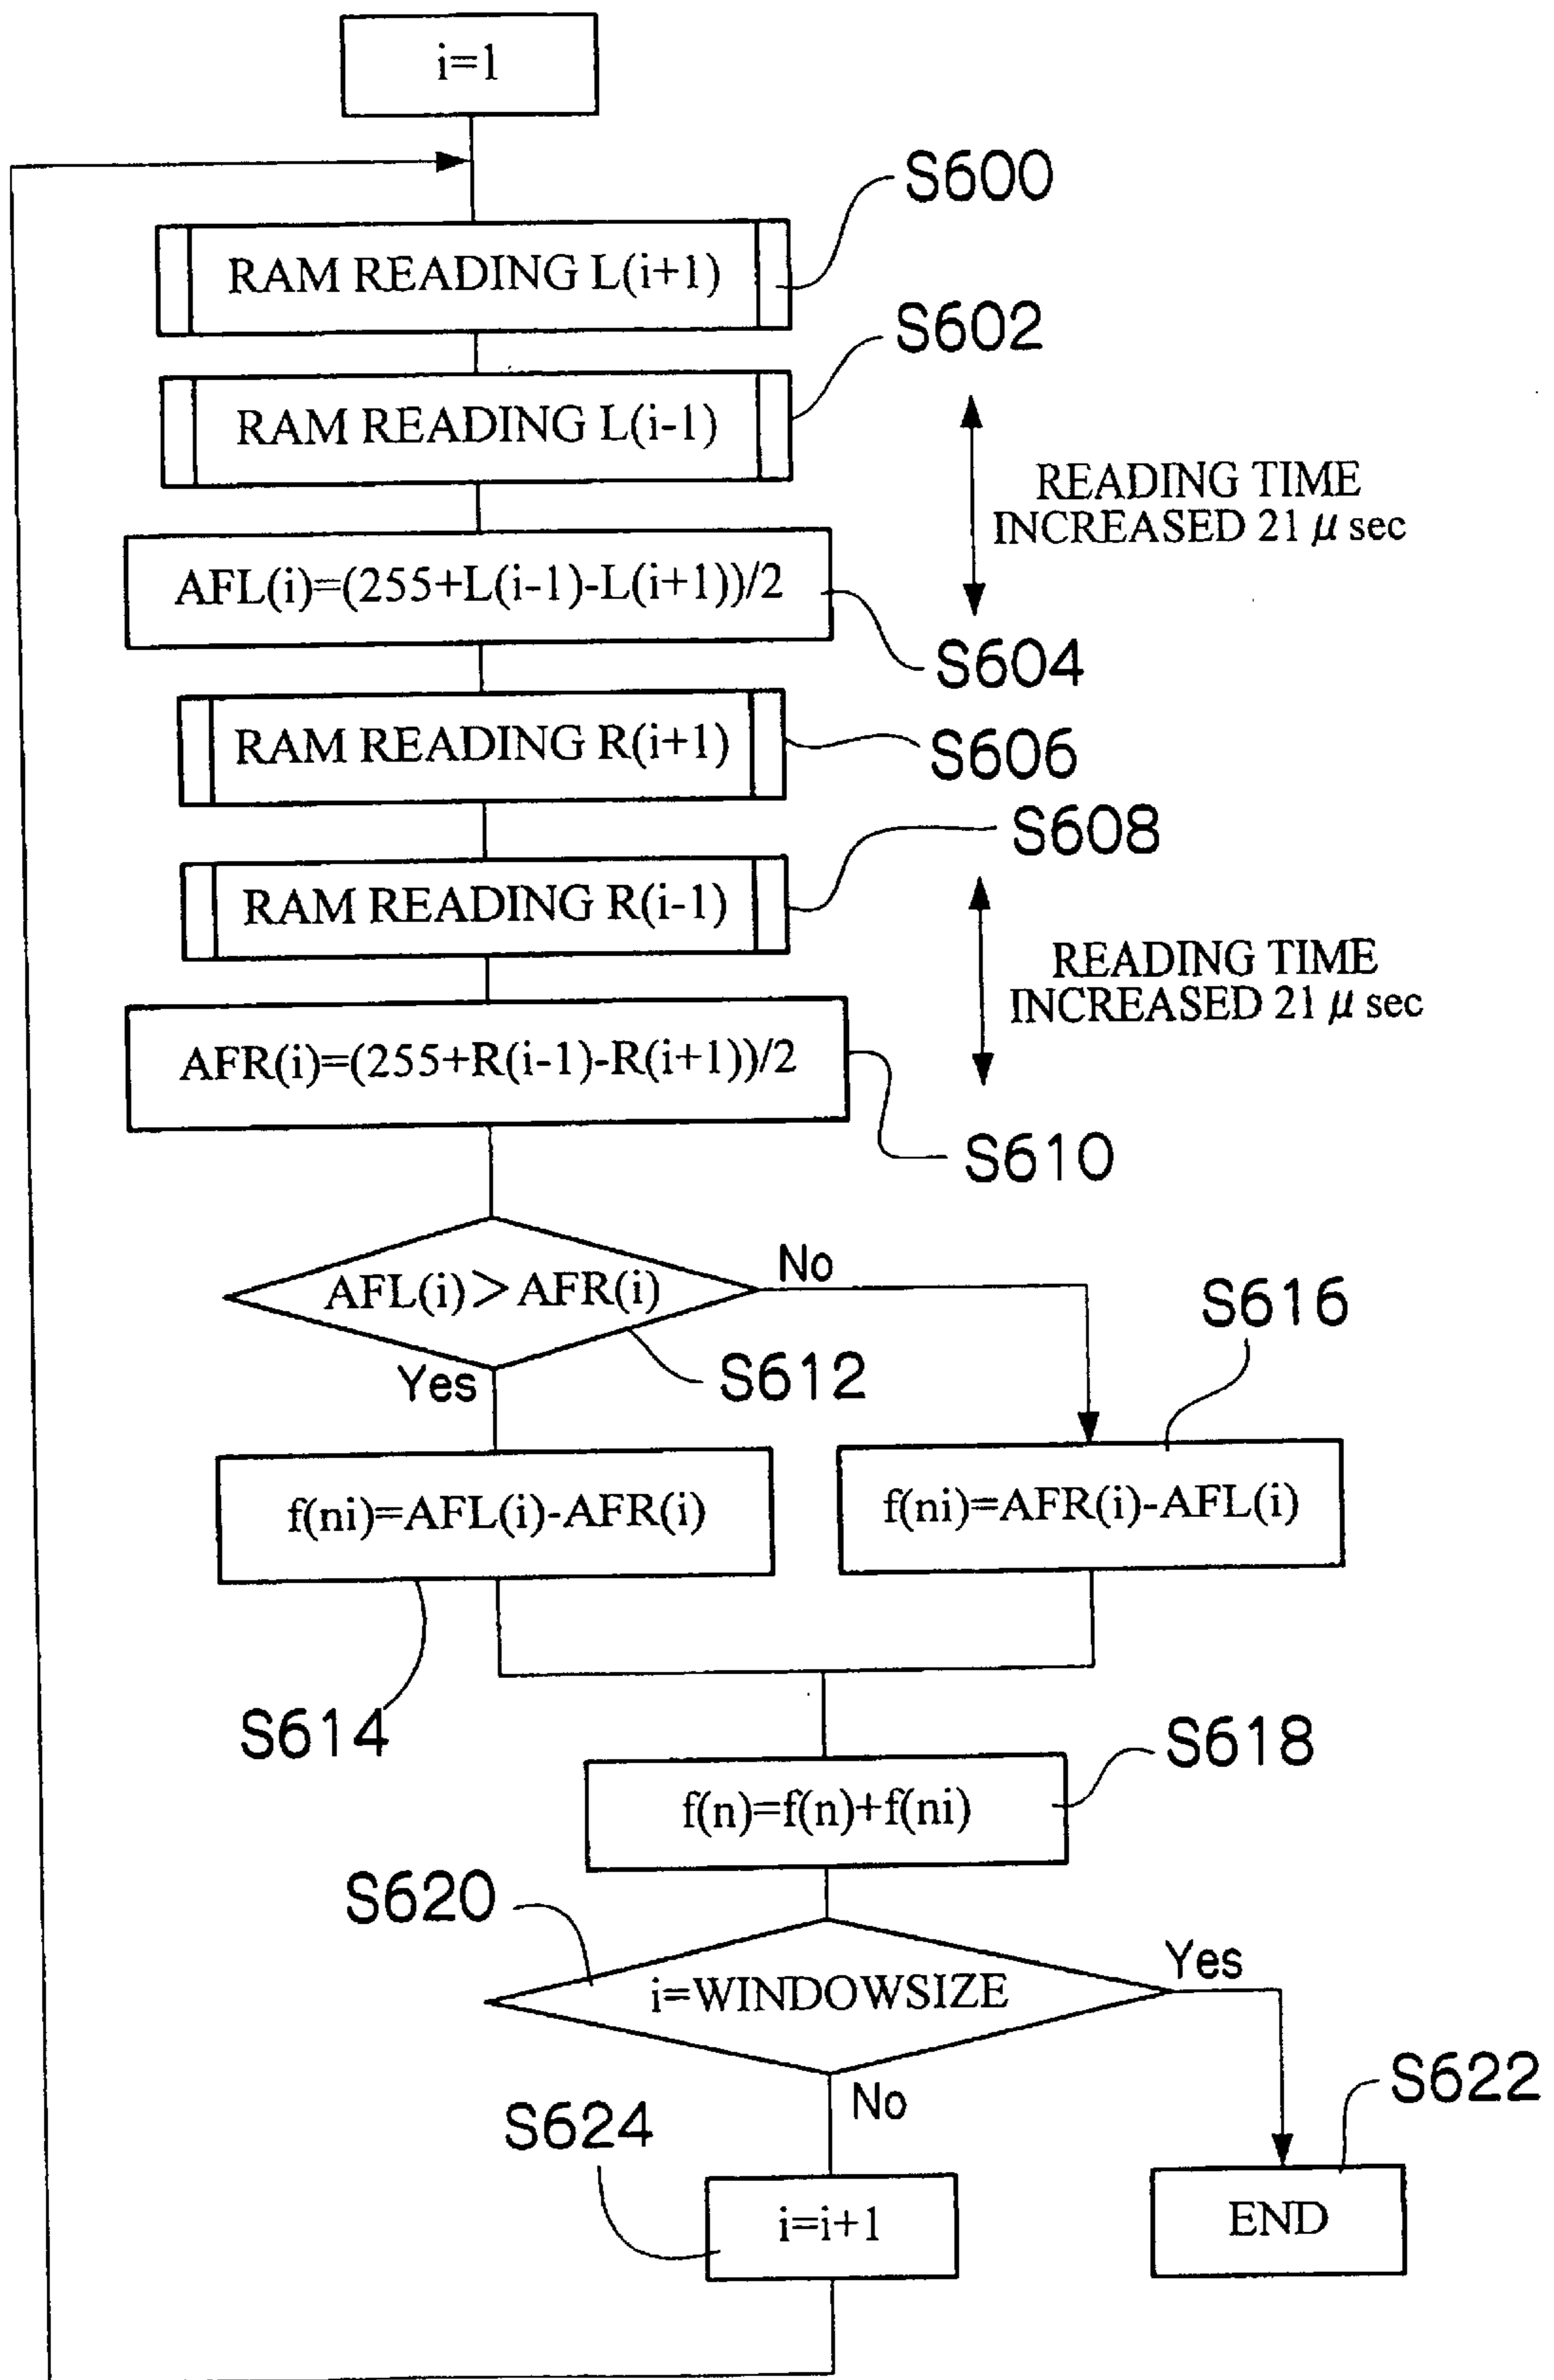 i=1
S600
RAM READING L(i+1)
S602
RAM READING L(i-1)
READING TIME
INCREASED 21 μ sec
AFL(i)=(255+L(i-1)-L(i+1))/2
S604
RAM READING R(i+1)
S606
S608
RAM READING R(i-1)
READING TIME
INCREASED 21 μ sec
AFR(i)=(255+R(i-1)-R(i+1))/2
S610
No
AFL(i)>AFR(i)
S616
S612
Yes
f(ni)=AFL(i)-AFR(i)
f(ni)=AFR(i)-AFL(i)
S614
S618
f(n)=f(n)+f(ni)
S620
Yes
i=WINDOWSIZE
S622
No
S624
i=i+1
END